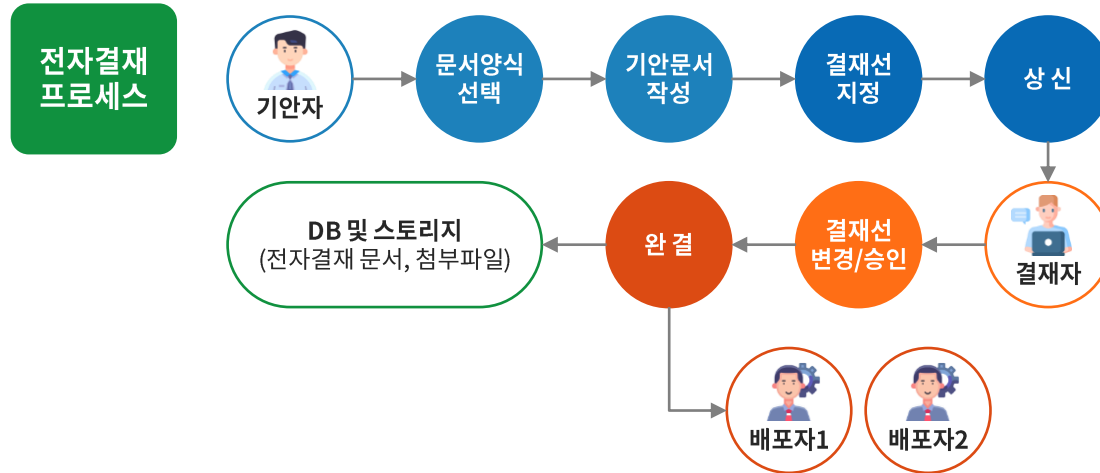 전자결재
프로세스
기안자
문서양식
선택
기안문서
작성
결재선
지정
상 신
결재자
결재선
변경/승인
완 결
DB 및 스토리지
(전자결재 문서, 첨부파일)
배포자1
배포자2